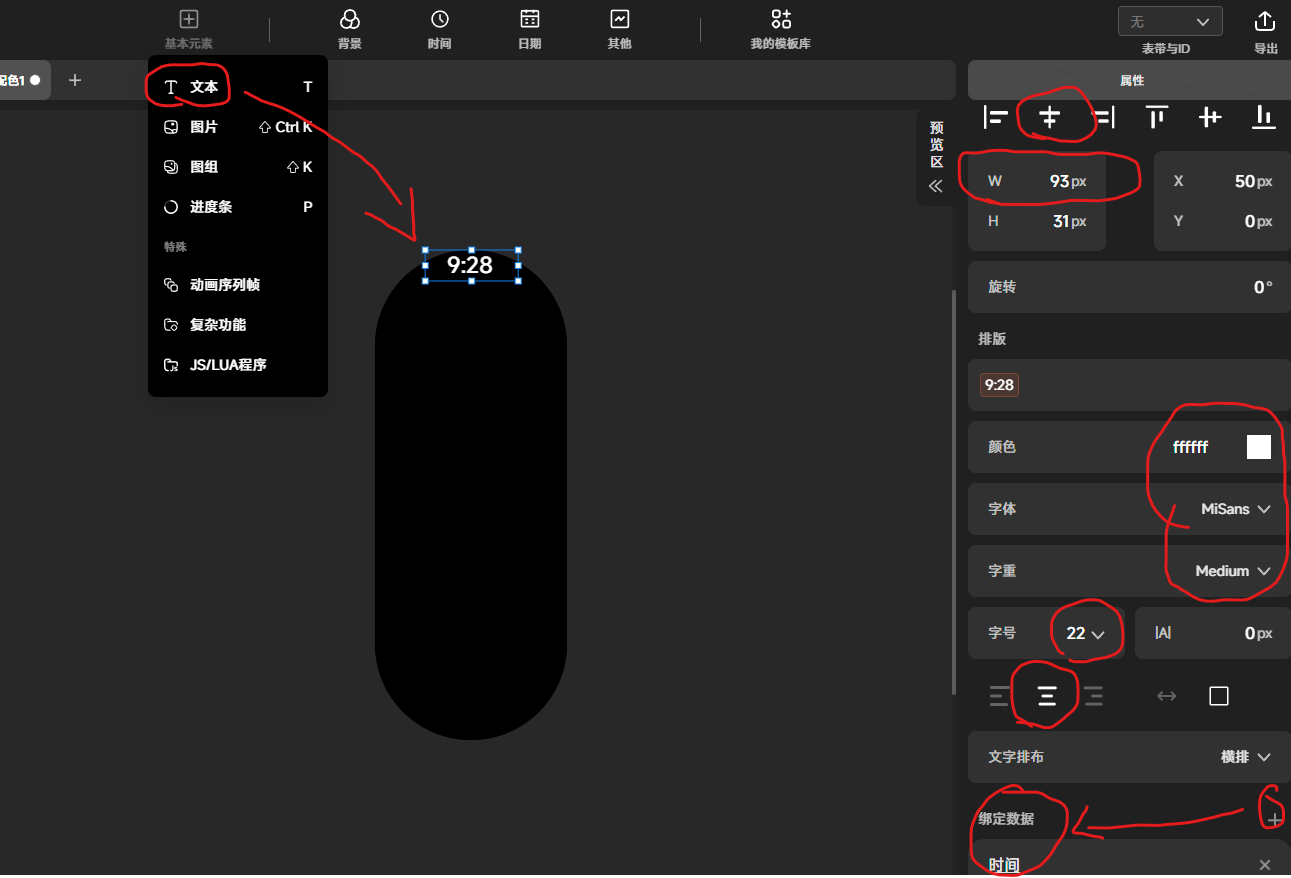 无
基本元素
背景
时间
日期
其他
我的模板库
表带与ID
导出
配色1
属性
文本 T
图片 Ctrl K
图组 K
进度条 P
特殊
动画序列帧
复杂功能
JS/LUA程序
预览区
9:28
W 93px
X 50px
H 31px
Y 0px
旋转 0°
排版
9:28
颜色 ffffff
字体 MiSans
字重 Medium
字号 22
|A| 0px
文字排布 横排
绑定数据
时间